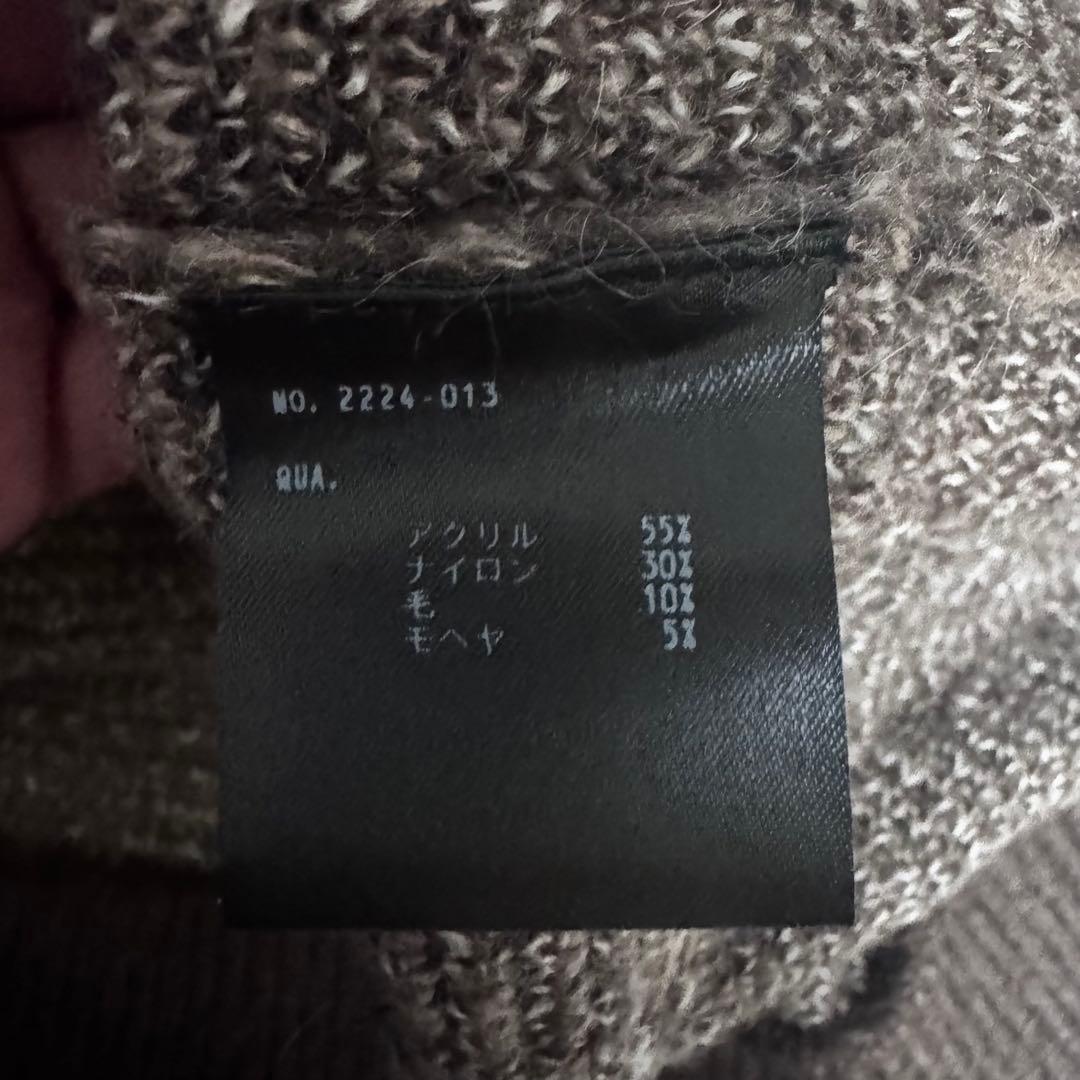 NO. 2224-013
QUA.
アクリル 55%
ナイロン 30%
毛 10%
モヘヤ 5%